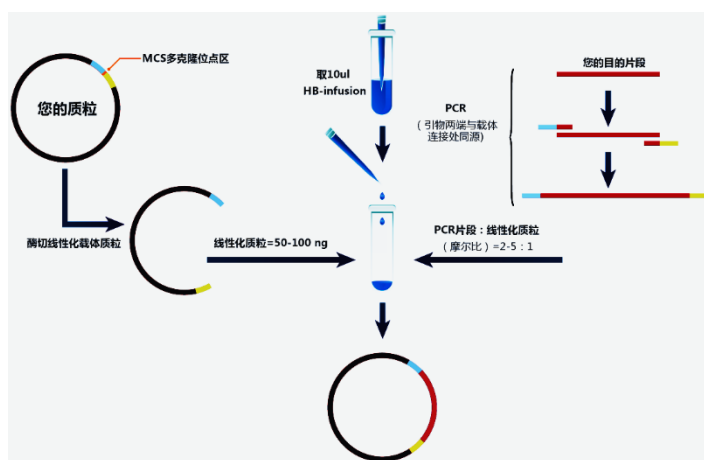 MCS多克隆位点区
您的质粒
取10ul
HB-infusion
您的目的片段
PCR
(引物两端与载体
连接处同源)
酶切线性化载体质粒
线性化质粒=50-100 ng
PCR片段：线性化质粒
(摩尔比) =2-5：1